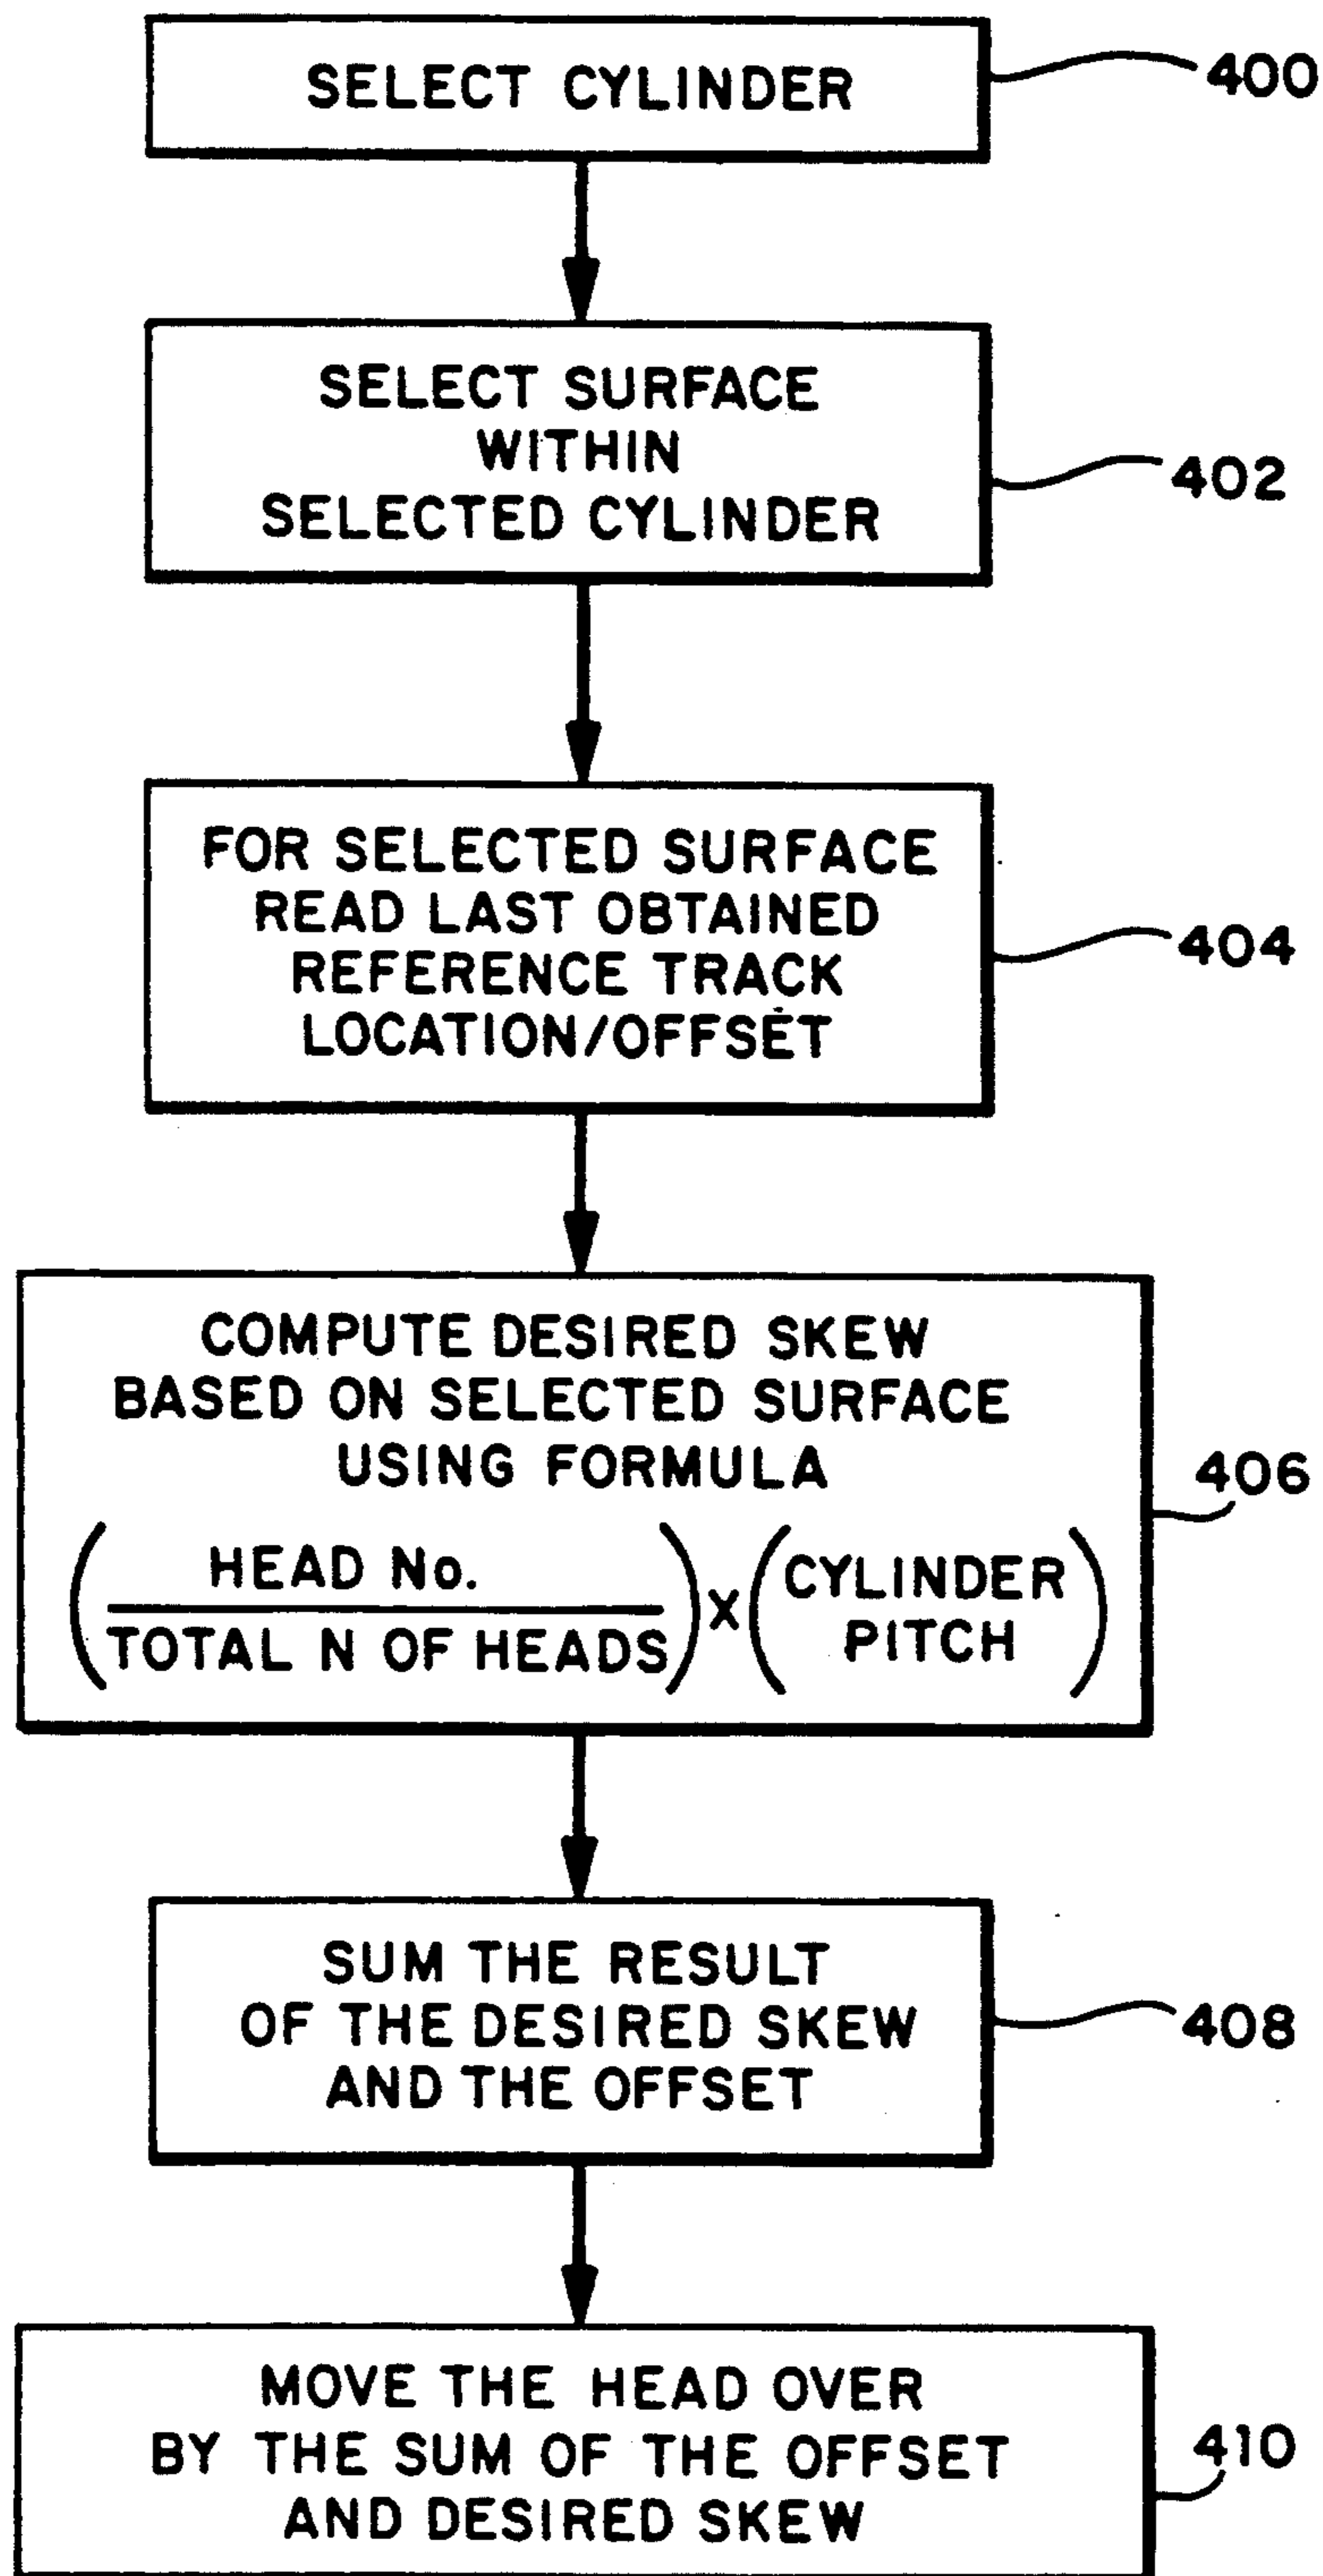 SELECT CYLINDER
400
SELECT SURFACE
WITHIN
SELECTED CYLINDER
402
FOR SELECTED SURFACE
READ LAST OBTAINED
REFERENCE TRACK
LOCATION/OFFSET
404
COMPUTE DESIRED SKEW
BASED ON SELECTED SURFACE
USING FORMULA
406
(HEAD No. / TOTAL N OF HEADS) X (CYLINDER PITCH)
SUM THE RESULT
OF THE DESIRED SKEW
AND THE OFFSET
408
MOVE THE HEAD OVER
BY THE SUM OF THE OFFSET
AND DESIRED SKEW
410